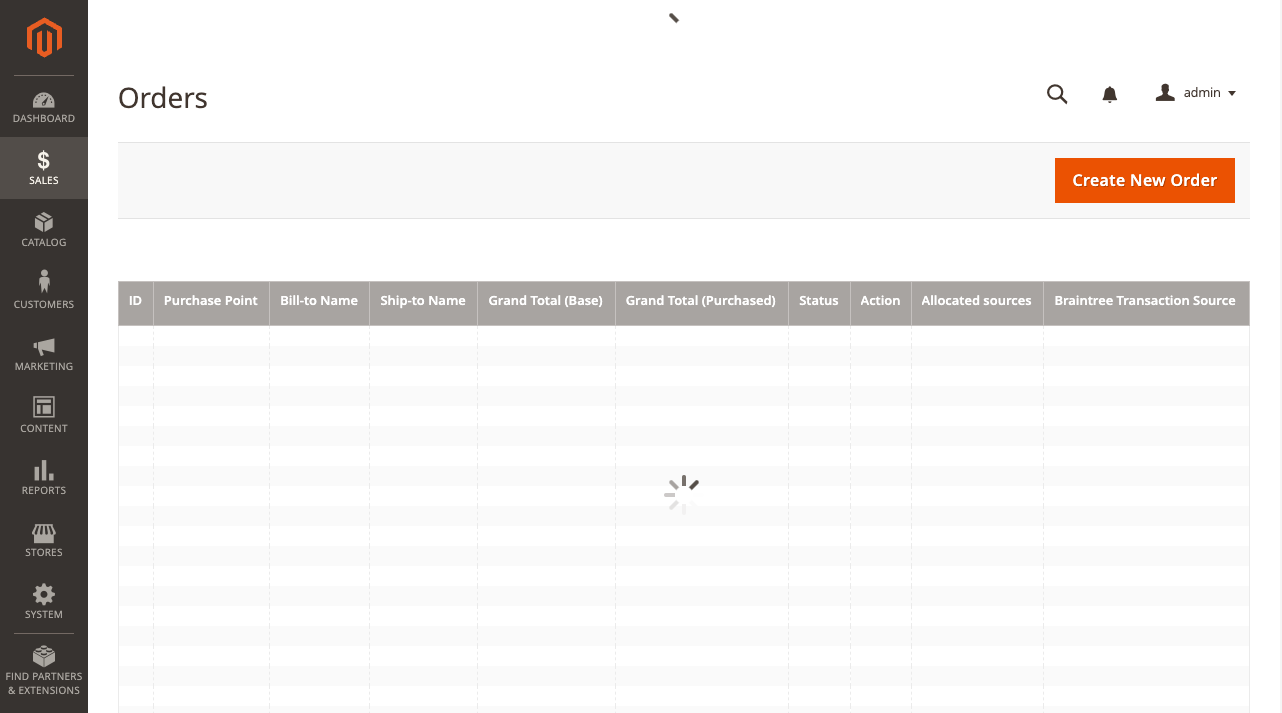 Orders
admin
DASHBOARD
SALES
CATALOG
CUSTOMERS
MARKETING
CONTENT
REPORTS
STORES
SYSTEM
FIND PARTNERS
& EXTENSIONS
Create New Order
ID Purchase Point Bill-to Name Ship-to Name Grand Total (Base) Grand Total (Purchased) Status Action Allocated sources Braintree Transaction Source